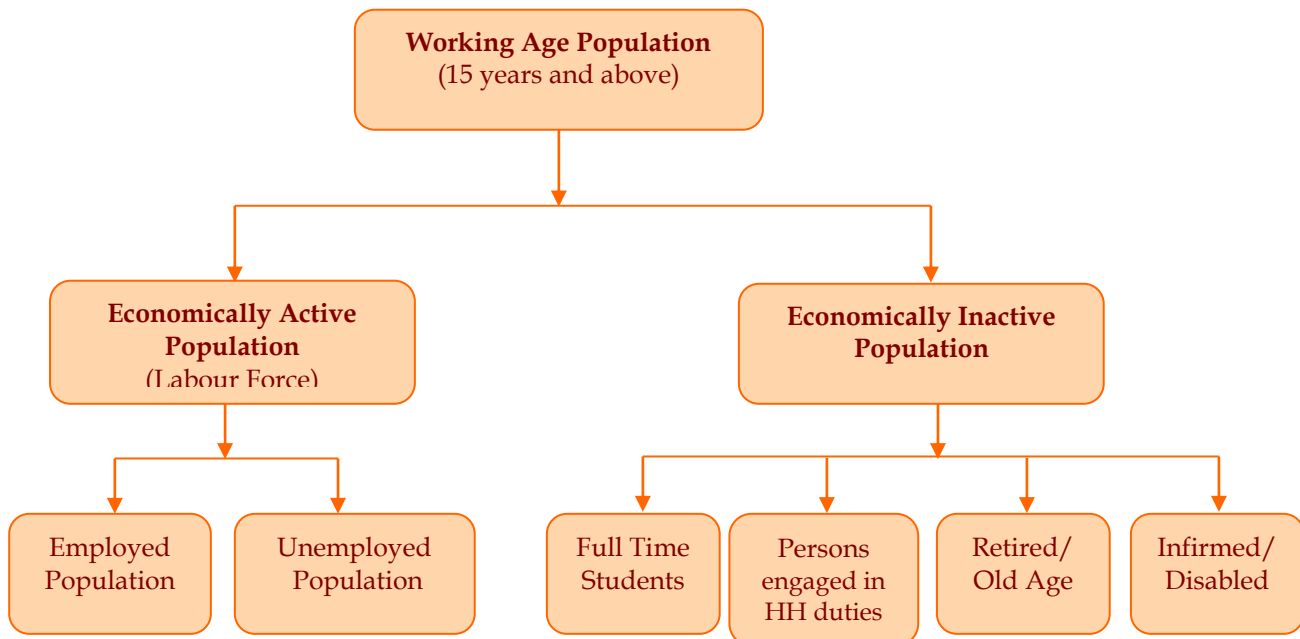 Working Age Population
(15 years and above)
Economically Active
Population
(Labour Force)
Economically Inactive
Population
Employed
Population
Unemployed
Population
Full Time
Students
Persons
engaged in
HH duties
Retired/
Old Age
Infirmed/
Disabled